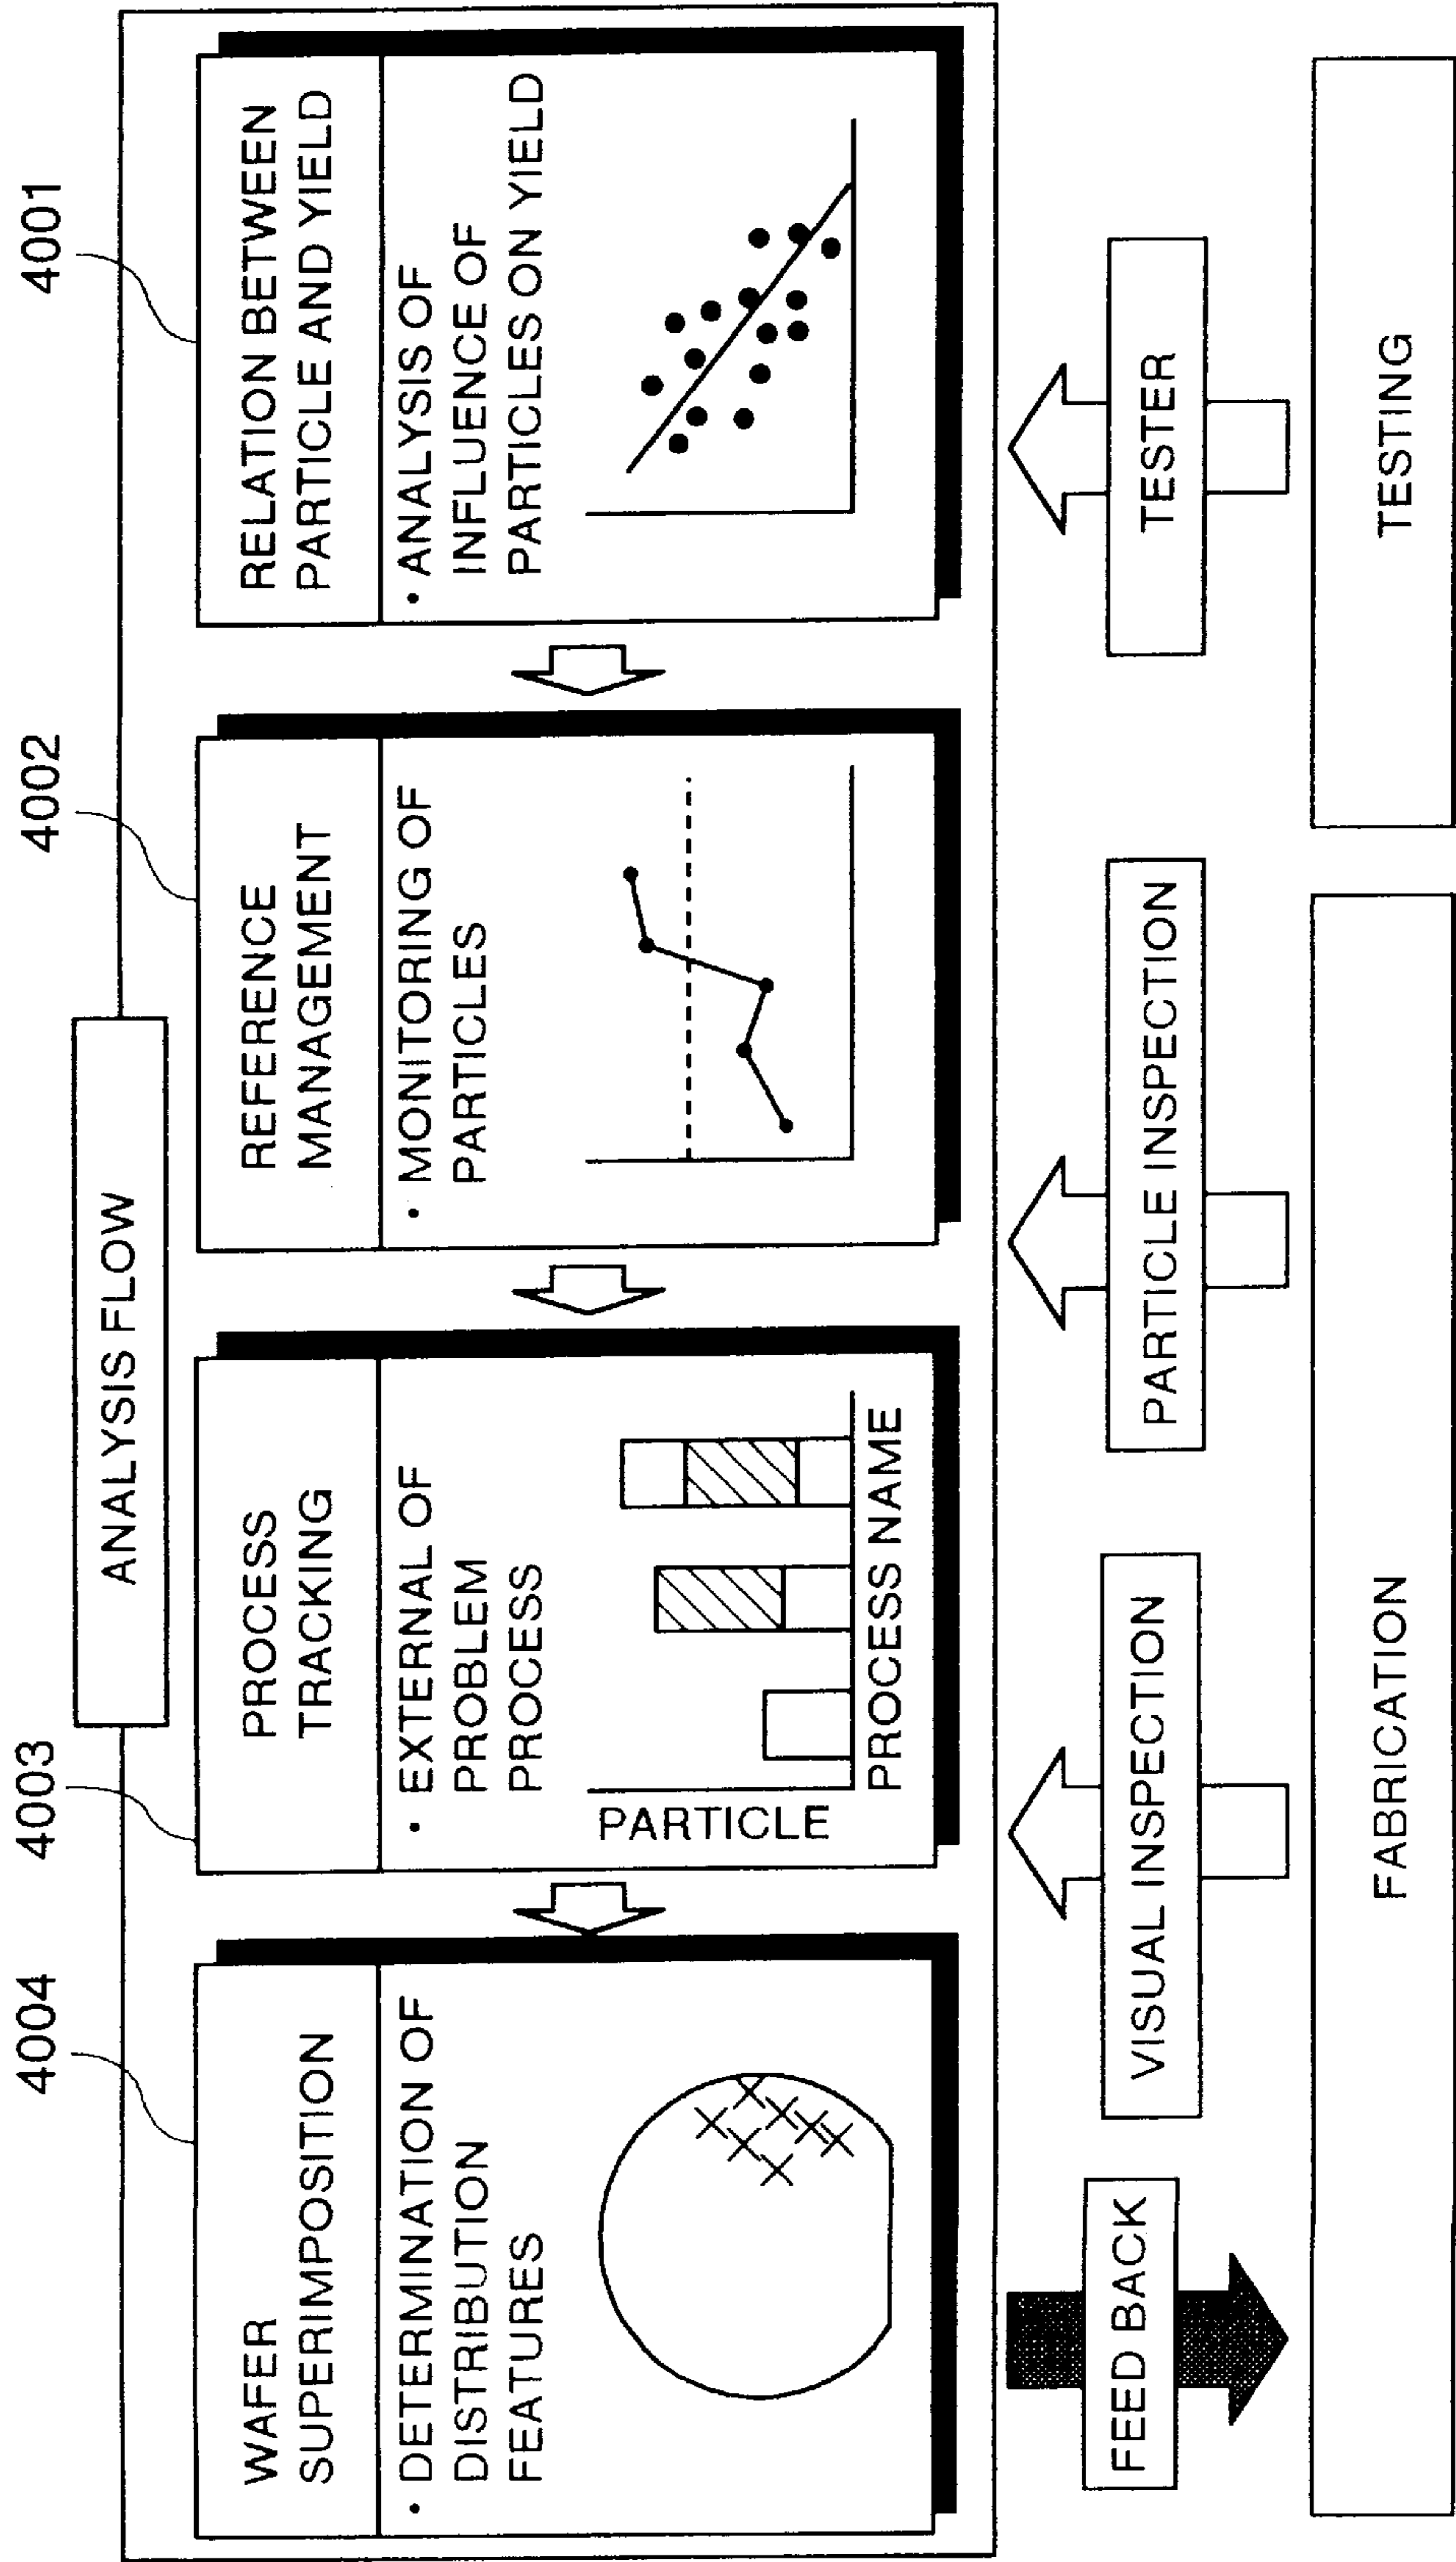 ANALYSIS FLOW
4004
WAFER
SUPERIMPOSITION
• DETERMINATION OF
DISTRIBUTION
FEATURES
4003
PROCESS
TRACKING
• EXTERNAL OF
PROBLEM
PROCESS
PARTICLE
PROCESS NAME
4002
REFERENCE
MANAGEMENT
• MONITORING OF
PARTICLES
4001
RELATION BETWEEN
PARTICLE AND YIELD
• ANALYSIS OF
INFLUENCE OF
PARTICLES ON YIELD
FEED BACK
VISUAL INSPECTION
PARTICLE INSPECTION
TESTER
FABRICATION
TESTING